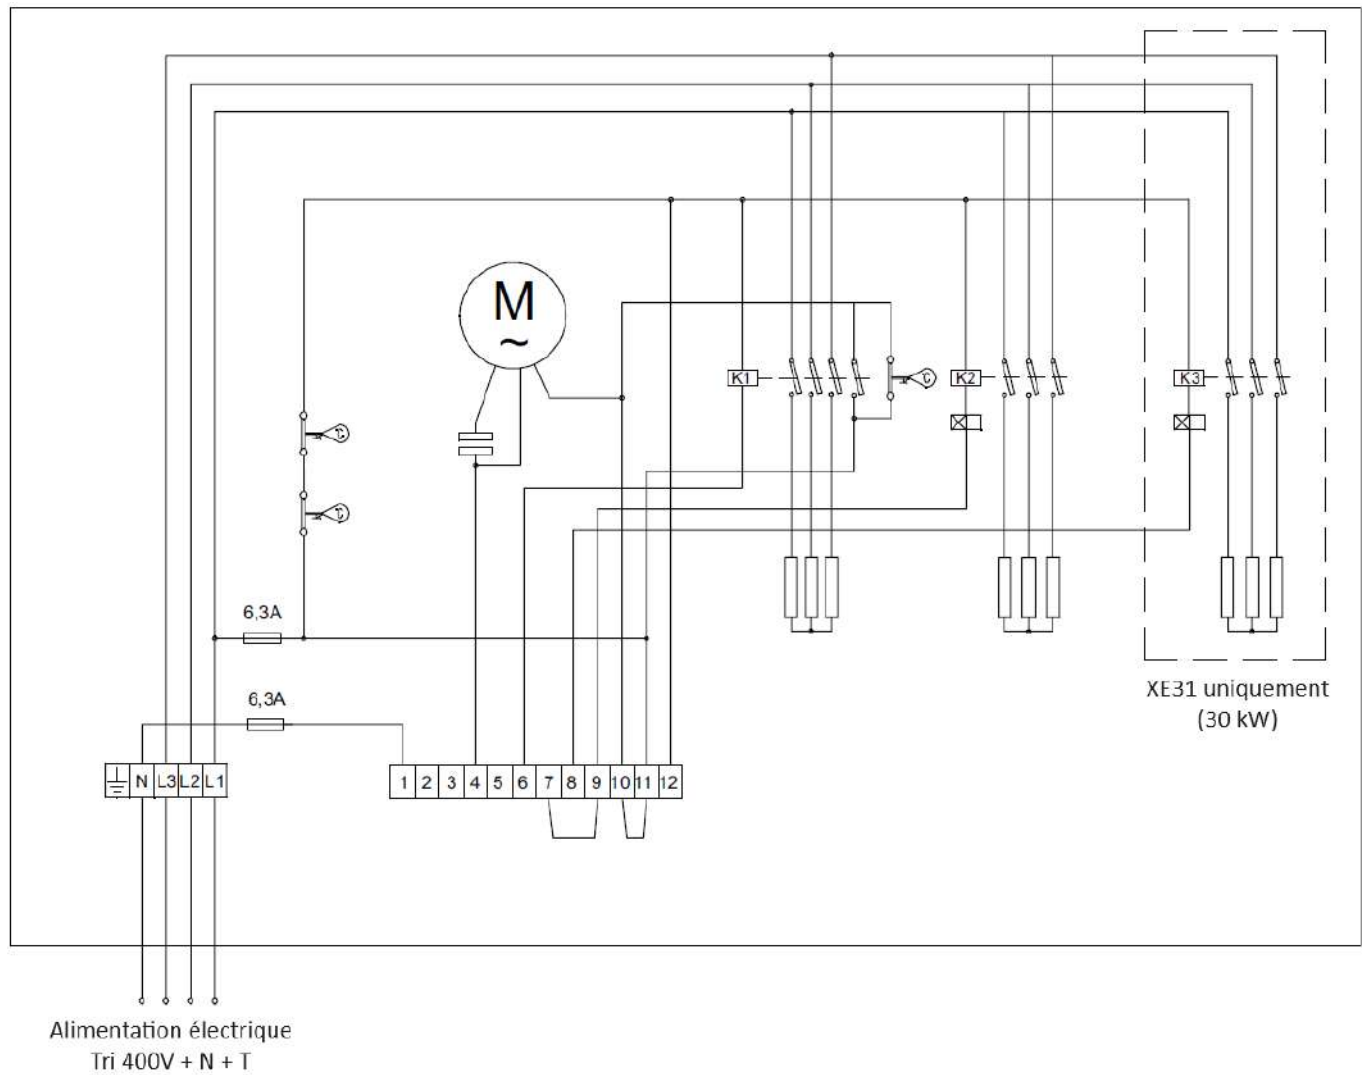 M
~
K1
K2
K3
6,3A
XE31 uniquement
(30 kW)
6,3A
N L3 L2 L1
1 2 3 4 5 6 7 8 9 10 11 12
Alimentation électrique
Tri 400V + N + T